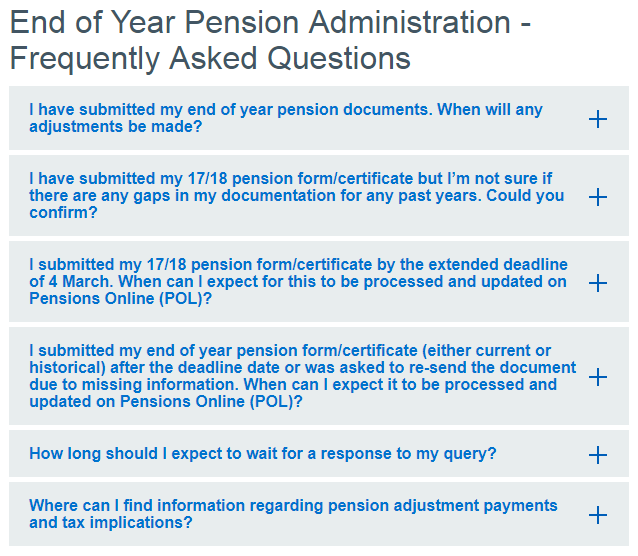 End of Year Pension Administration -
Frequently Asked Questions
I have submitted my end of year pension documents. When will any
adjustments be made?
I have submitted my 17/18 pension form/certificate but I’m not sure if
there are any gaps in my documentation for any past years. Could you
confirm?
I submitted my 17/18 pension form/certificate by the extended deadline
of 4 March. When can I expect for this to be processed and updated on
Pensions Online (POL)?
I submitted my end of year pension form/certificate (either current or
historical) after the deadline date or was asked to re-send the document
due to missing information. When can I expect it to be processed and
updated on Pensions Online (POL)?
How long should I expect to wait for a response to my query?
Where can I find information regarding pension adjustment payments
and tax implications?